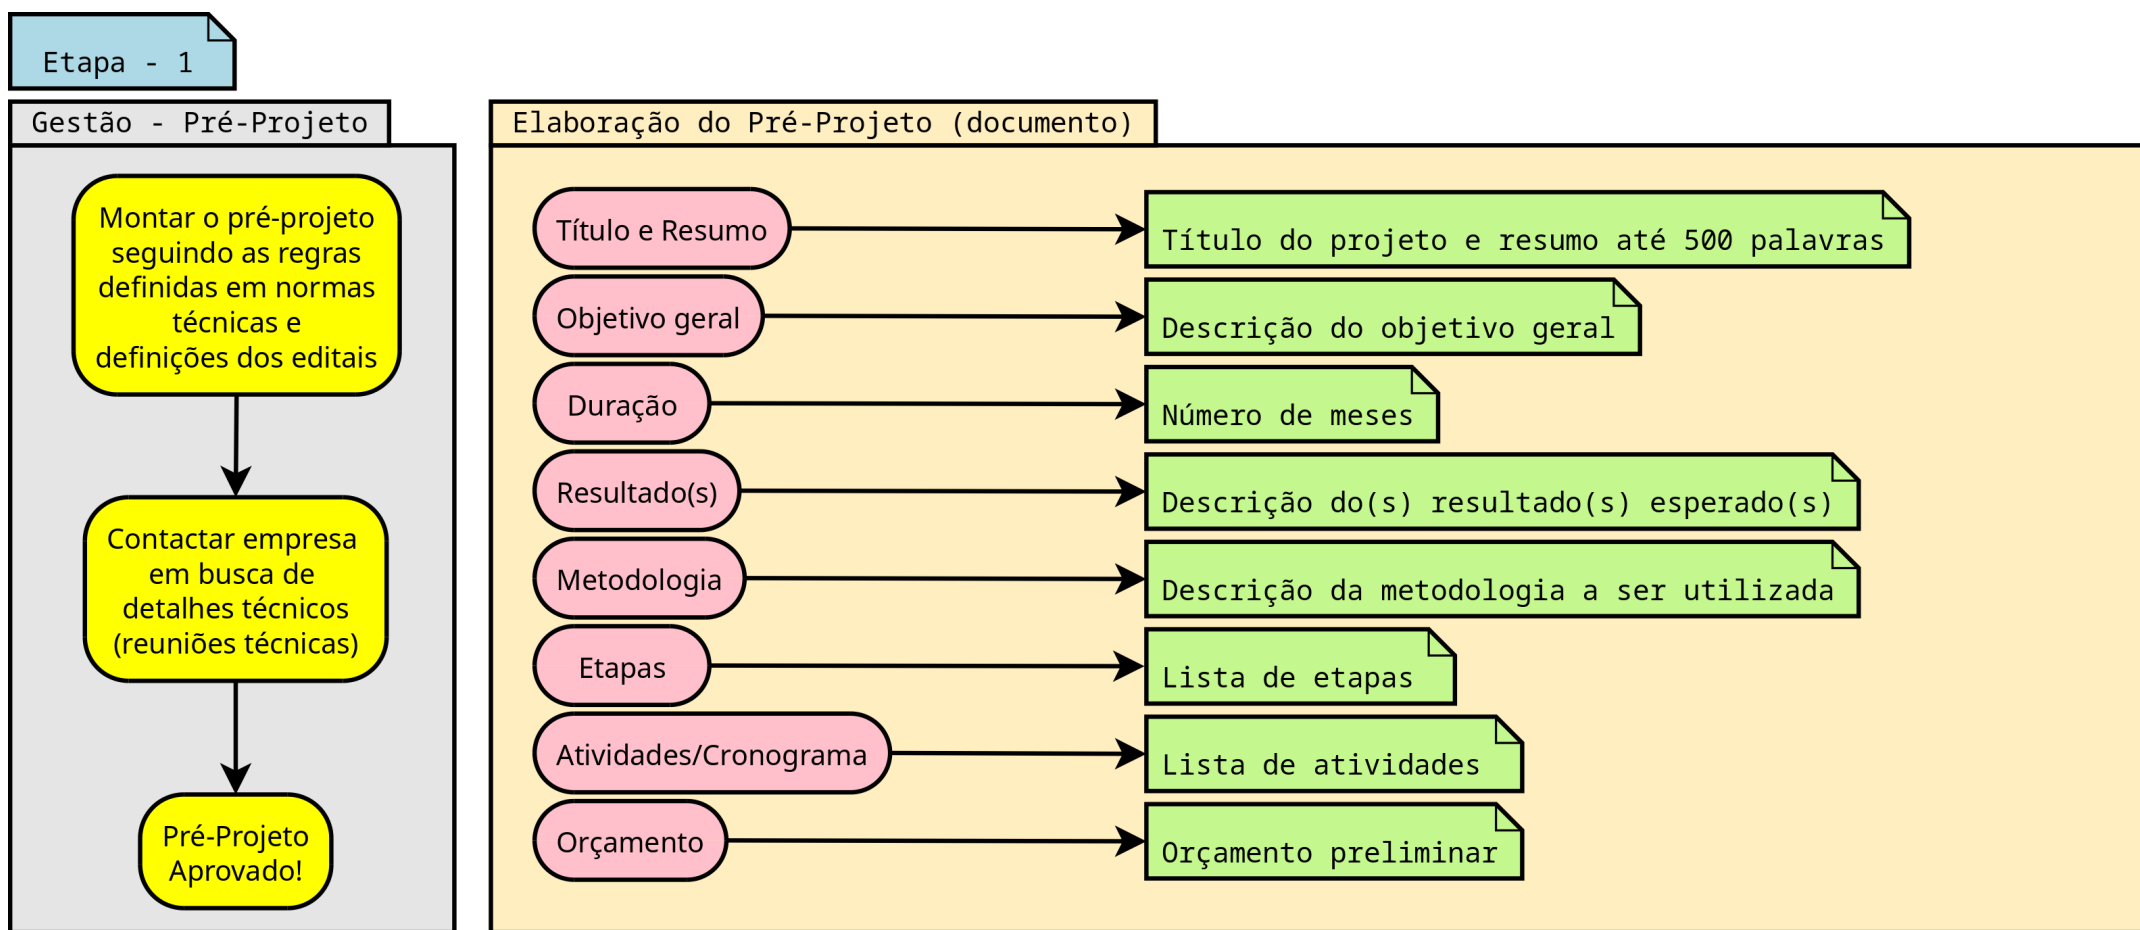 Etapa - 1
Gestão - Pré-Projeto
Montar o pré-projeto
seguindo as regras
definidas em normas
técnicas e
definições dos editais
Contactar empresa
em busca de
detalhes técnicos
(reuniões técnicas)
Pré-Projeto
Aprovado!
Elaboração do Pré-Projeto (documento)
Título e Resumo
Título do projeto e resumo até 500 palavras
Objetivo geral
Descrição do objetivo geral
Duração
Número de meses
Resultado(s)
Descrição do(s) resultado(s) esperado(s)
Metodologia
Descrição da metodologia a ser utilizada
Etapas
Lista de etapas
Atividades/Cronograma
Lista de atividades
Orçamento
Orçamento preliminar